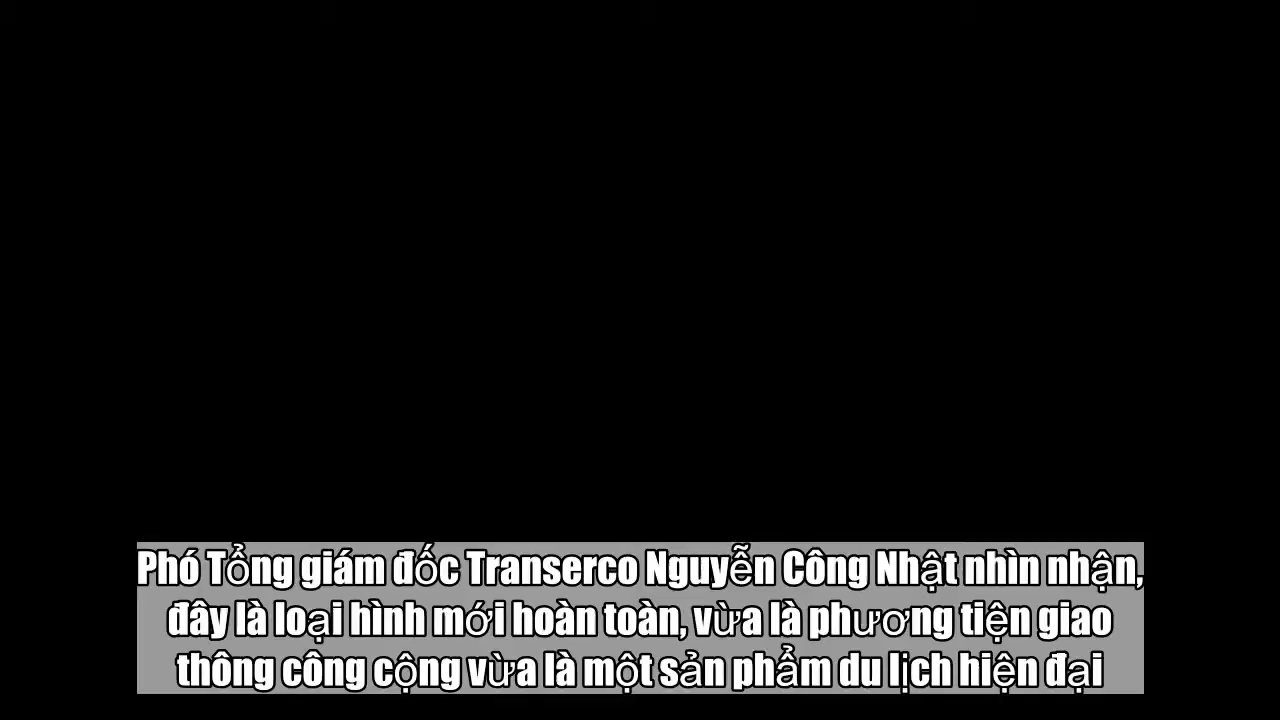 Phó Tổng giám đốc Transerco Nguyễn Công Nhật nhìn nhận,
đây là loại hình mới hoàn toàn, vừa là phương tiện giao
thông công cộng vừa là một sản phẩm du lịch hiện đại